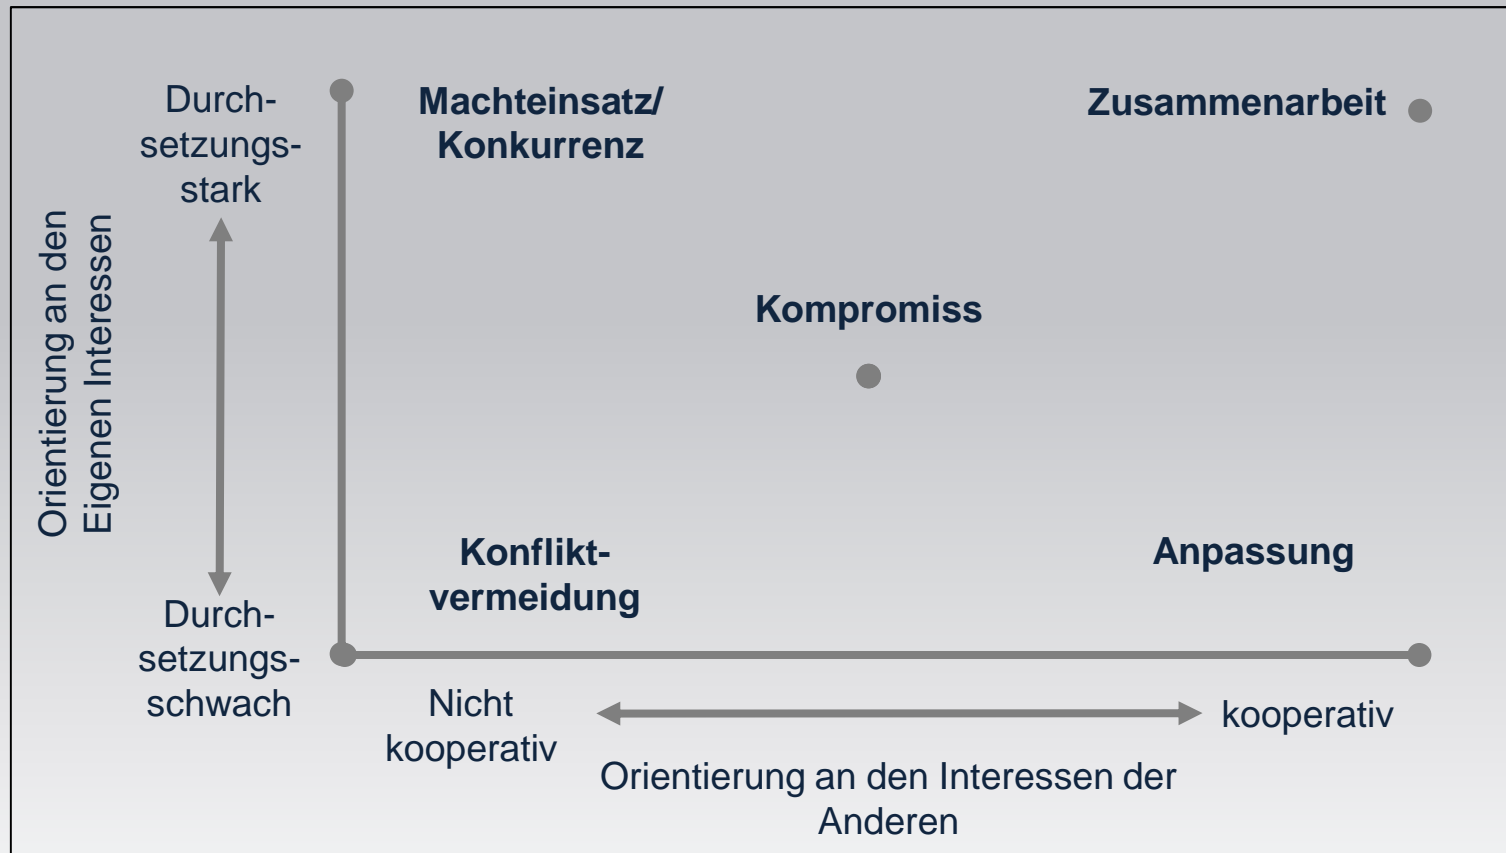 Durch-
setzungs-
stark
Machteinsatz/
Konkurrenz
Zusammenarbeit
Orientierung an den
Eigenen Interessen
Kompromiss
Konflikt-
vermeidung
Anpassung
Durch-
setzungs-
schwach
Nicht
kooperativ
kooperativ
Orientierung an den Interessen der
Anderen